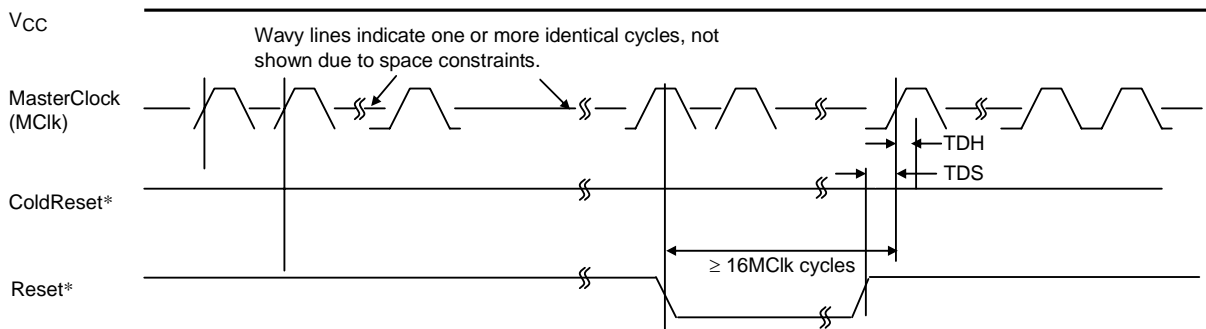 VCC
Wavy lines indicate one or more identical cycles, not
shown due to space constraints.
MasterClock
(MClk)
TDH
TDS
ColdReset*
≥ 16MClk cycles
Reset*